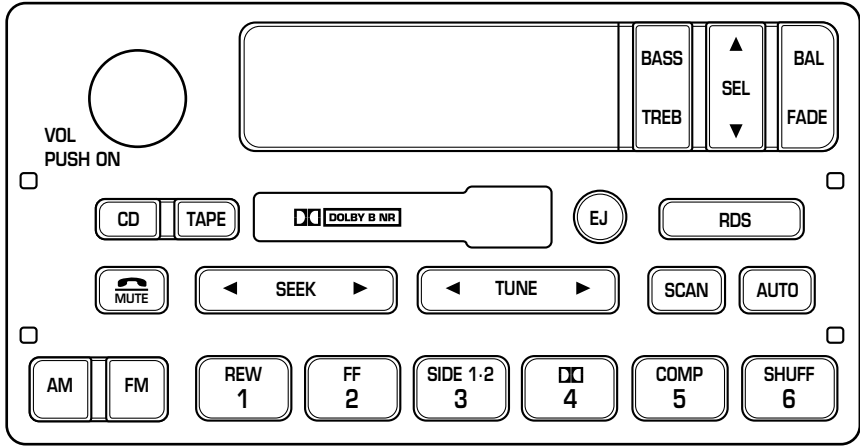 BASS
TREB
▲
SEL
▼
BAL
FADE
VOL
PUSH ON
CD
TAPE
DOLBY B NR
EJ
RDS
MUTE
◄ SEEK ►
◄ TUNE ►
SCAN
AUTO
AM
FM
REW
1
FF
2
SIDE 1·2
3
4
COMP
5
SHUFF
6